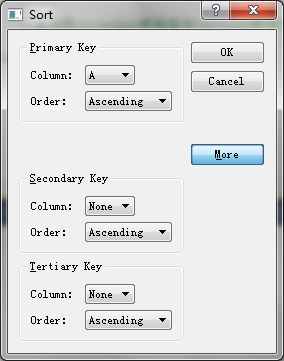 Sort
Primary Key
Column: A
Order: Ascending
OK
Cancel
More
Secondary Key
Column: None
Order: Ascending
Tertiary Key
Column: None
Order: Ascending